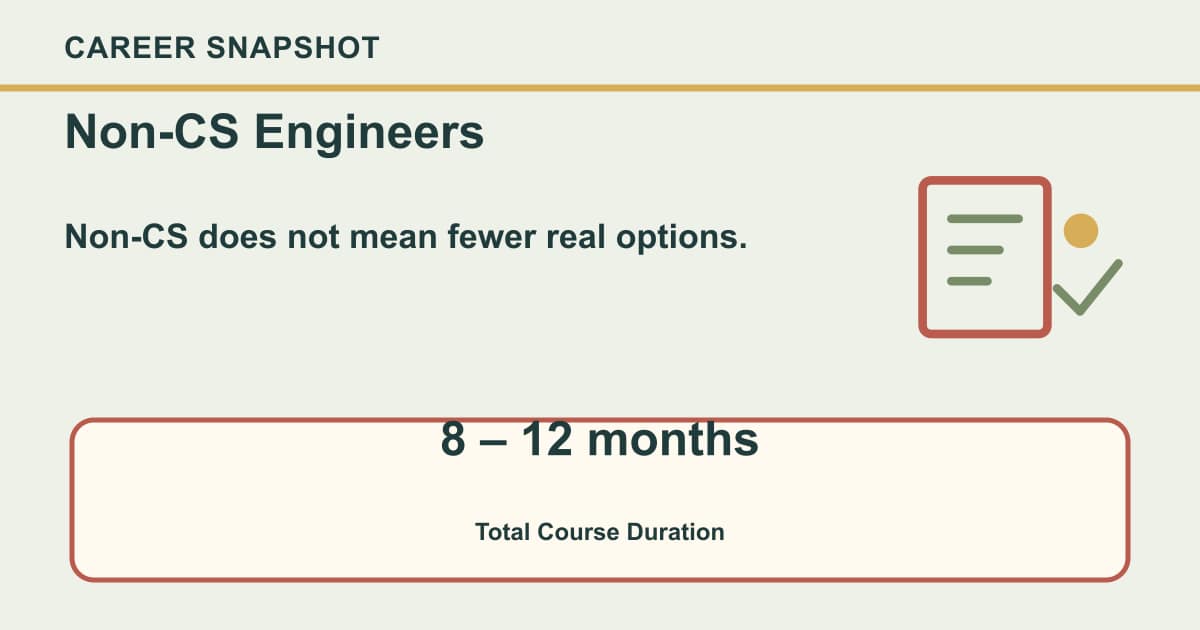 CAREER SNAPSHOT
Non-CS Engineers
Non-CS does not mean fewer real options.
8 – 12 months
Total Course Duration